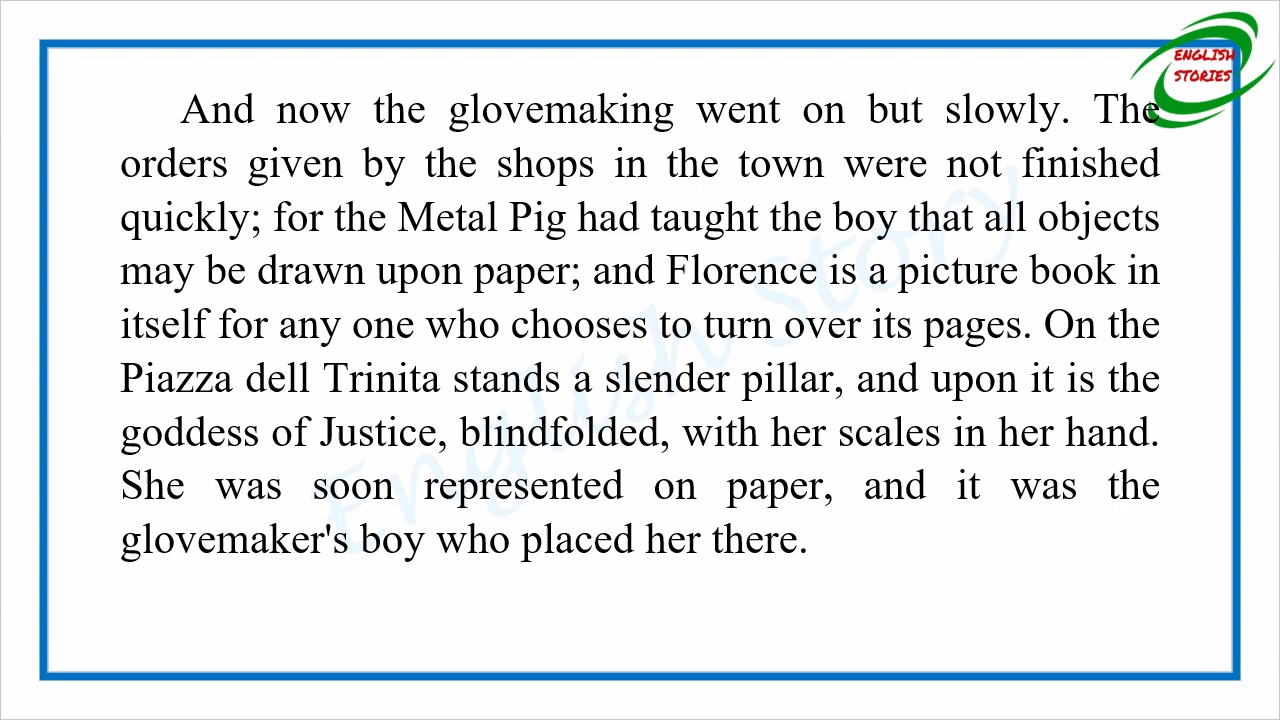 ENGLISH
STORIES
And now the glovemaking went on but slowly. The
orders given by the shops in the town were not finished
quickly; for the Metal Pig had taught the boy that all objects
may be drawn upon paper; and Florence is a picture book in
itself for any one who chooses to turn over its pages. On the
Piazza dell Trinita stands a slender pillar, and upon it is the
goddess of Justice, blindfolded, with her scales in her hand.
She was soon represented on paper, and it was the
glovemaker's boy who placed her there.
English Story